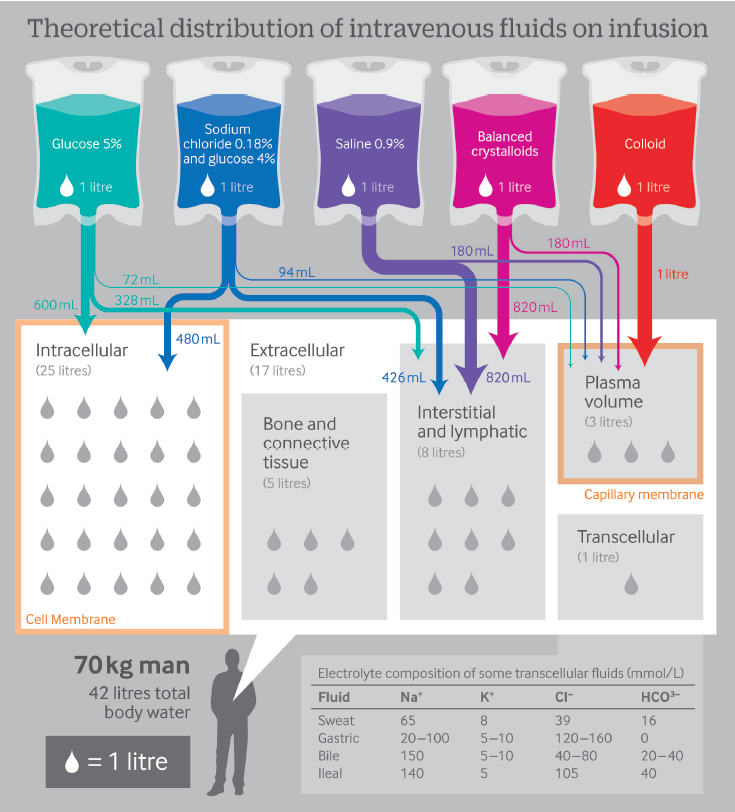 Theoretical distribution of intravenous fluids on infusion
Glucose 5%
1 litre
Sodium
chloride 0.18%
and glucose 4%
1 litre
Saline 0.9%
1 litre
Balanced
crystalloids
1 litre
Colloid
1 litre
180 mL
180 mL
72 mL
94 mL
1 litre
600 mL
328 mL
820 mL
480 mL
426 mL
820 mL
Intracellular
(25 litres)
Cell Membrane
Extracellular
(17 litres)
Bone and
connective
tissue
(5 litres)
Interstitial
and lymphatic
(8 litres)
Plasma
volume
(3 litres)
Capillary membrane
Transcellular
(1 litre)
70 kg man
42 litres total
body water
= 1 litre
Electrolyte composition of some transcellular fluids (mmol/L)
Fluid Na⁺ K⁺ Cl⁻ HCO³⁻
Sweat 65 8 39 16
Gastric 20–100 5–10 120–160 0
Bile 150 5–10 40–80 20–40
Ileal 140 5 105 40